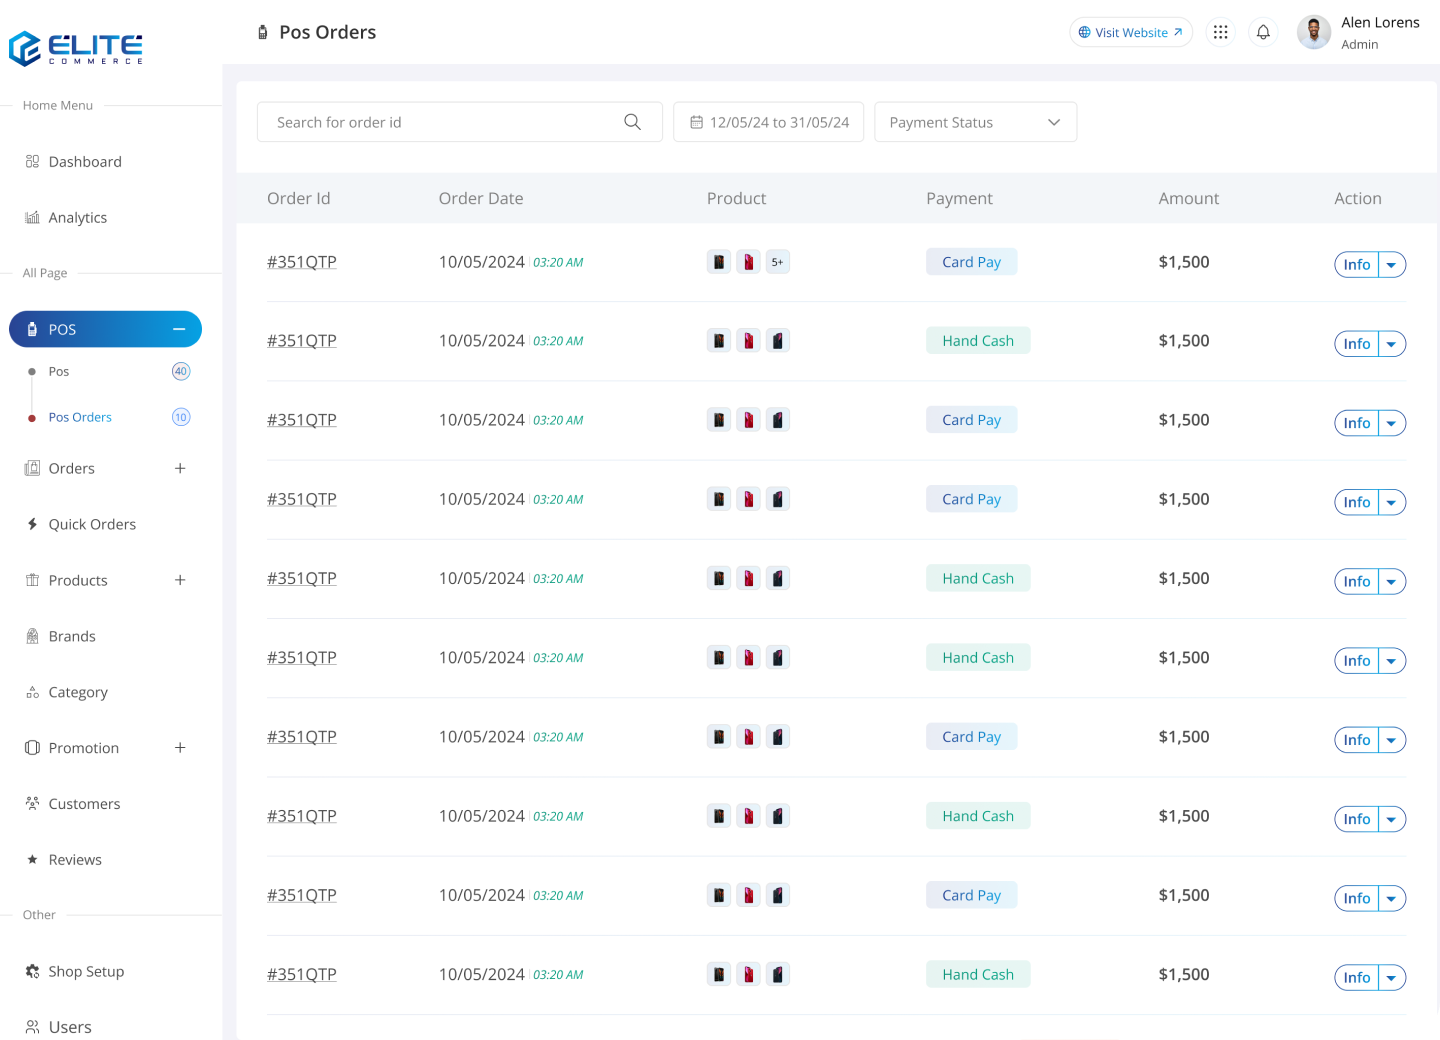 ELITE
COMMERCE
Pos Orders
Visit Website
Alen Lorens
Admin
Home Menu
Dashboard
Analytics
All Page
POS
Pos 40
Pos Orders 10
Orders
Quick Orders
Products
Brands
Category
Promotion
Customers
Reviews
Other
Shop Setup
Users
Search for order id
12/05/24 to 31/05/24
Payment Status
Order Id Order Date Product Payment Amount Action
#351QTP 10/05/2024 03:20 AM 5+ Card Pay $1,500 Info
#351QTP 10/05/2024 03:20 AM Hand Cash $1,500 Info
#351QTP 10/05/2024 03:20 AM Card Pay $1,500 Info
#351QTP 10/05/2024 03:20 AM Card Pay $1,500 Info
#351QTP 10/05/2024 03:20 AM Hand Cash $1,500 Info
#351QTP 10/05/2024 03:20 AM Hand Cash $1,500 Info
#351QTP 10/05/2024 03:20 AM Card Pay $1,500 Info
#351QTP 10/05/2024 03:20 AM Hand Cash $1,500 Info
#351QTP 10/05/2024 03:20 AM Card Pay $1,500 Info
#351QTP 10/05/2024 03:20 AM Hand Cash $1,500 Info